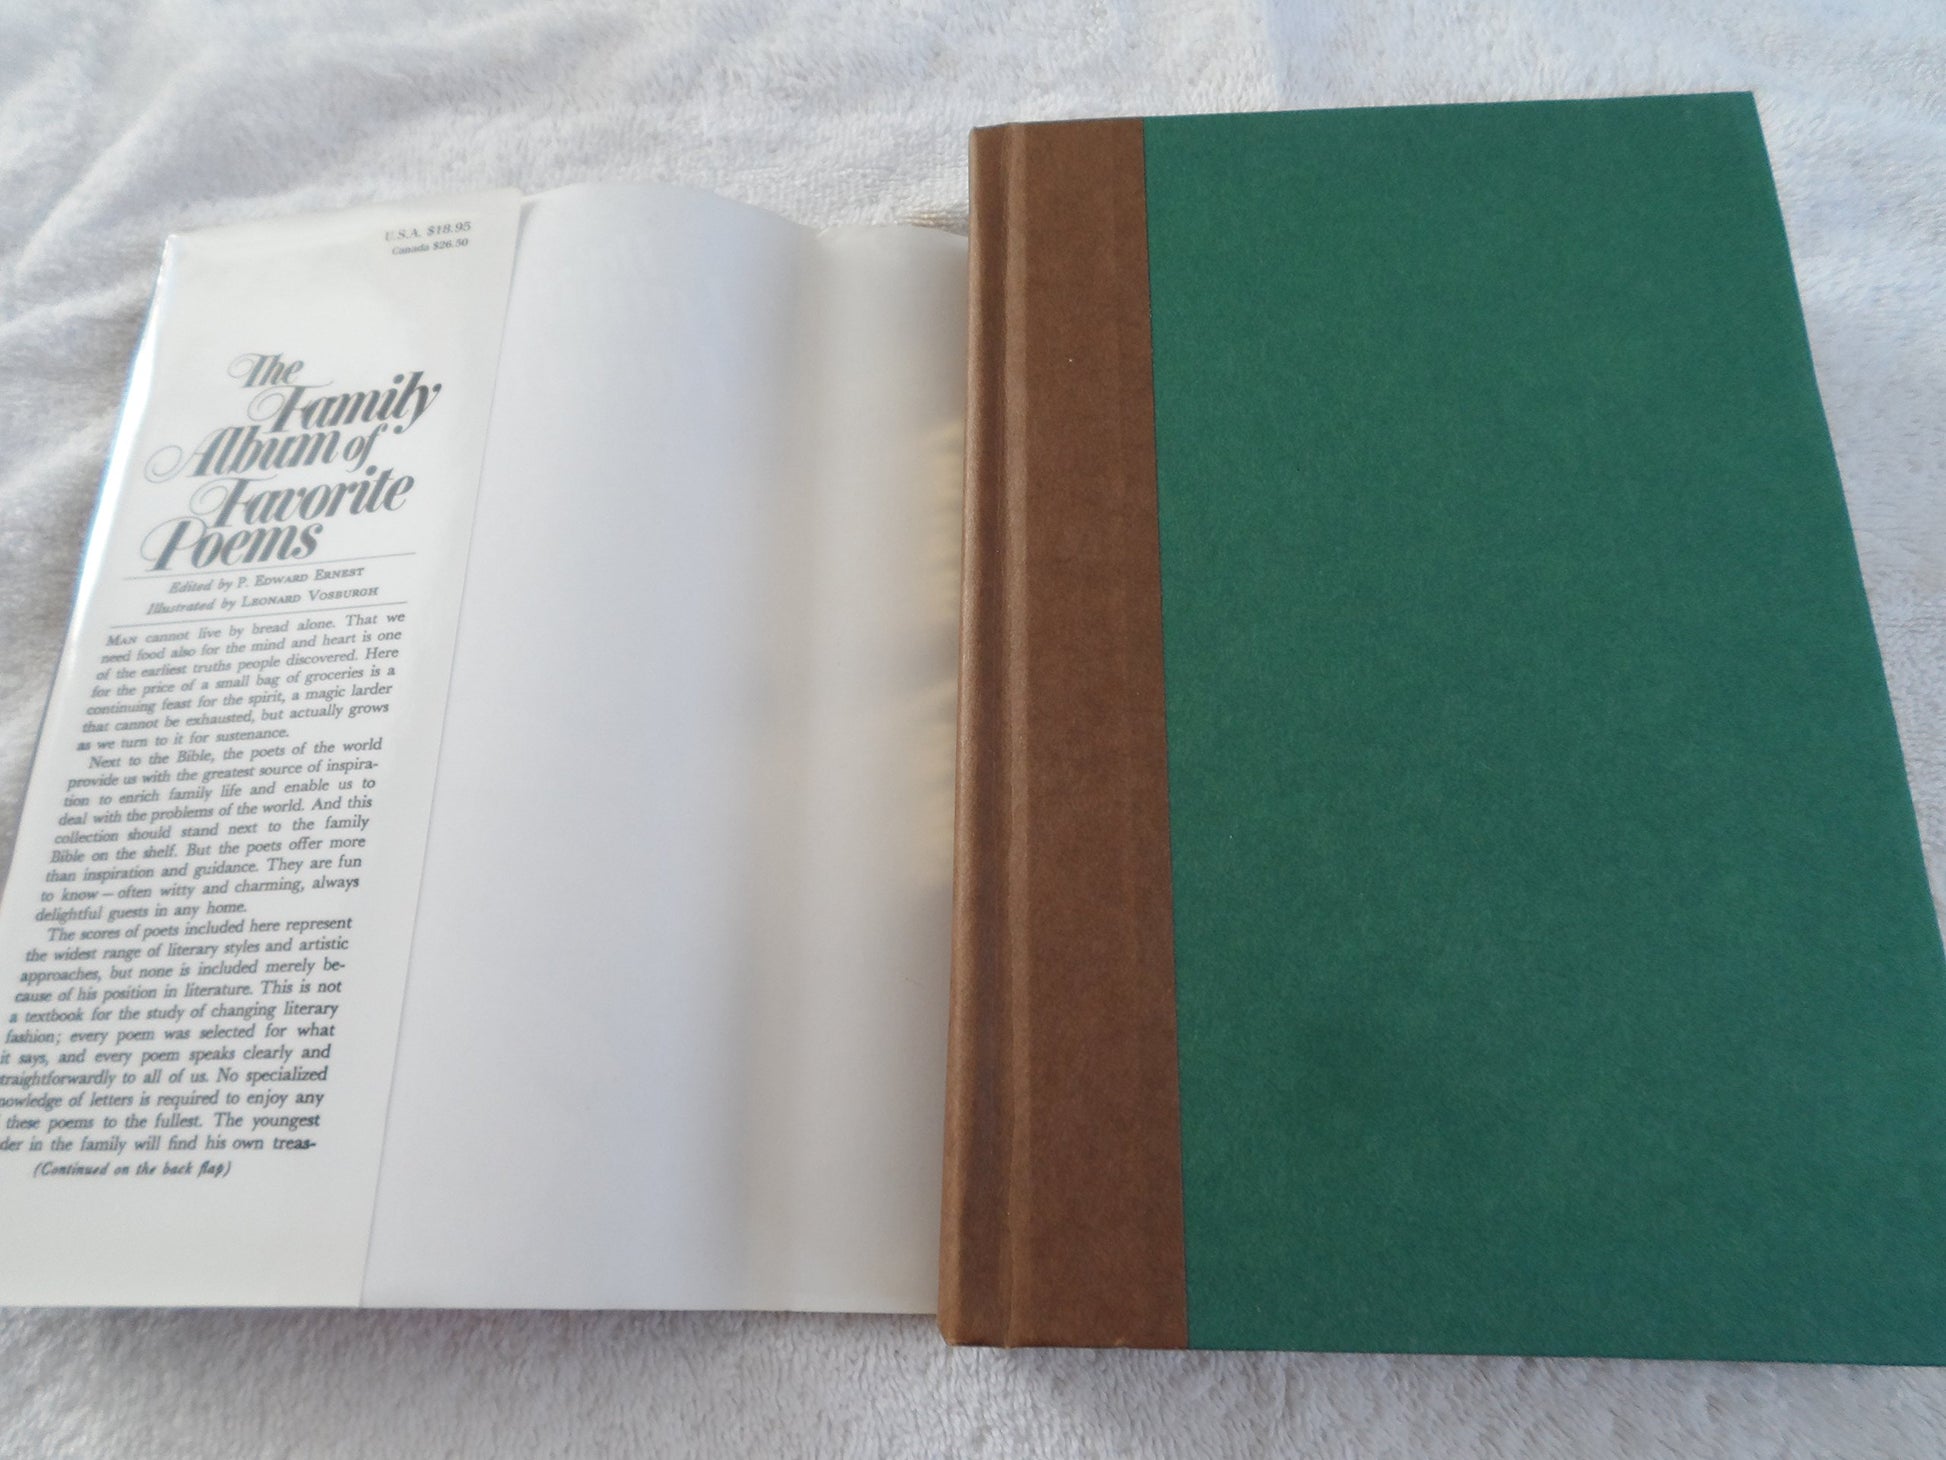 U.S.A. $18.95
Canada $26.50
The
Family
Album of
Favorite
Poems
Edited by P. EDWARD ERNEST
Illustrated by LEONARD VOSBURGH
MAN cannot live by bread alone. That we
need food also for the mind and heart is one
of the earliest truths people discovered. Here
for the price of a small bag of groceries is a
continuing feast for the spirit, a magic larder
that cannot be exhausted, but actually grows
as we turn to it for sustenance.
Next to the Bible, the poets of the world
provide us with the greatest source of inspira-
tion to enrich family life and enable us to
deal with the problems of the world. And this
collection should stand next to the family
Bible on the shelf. But the poets offer more
than inspiration and guidance. They are fun
to know — often witty and charming, always
delightful guests in any home.
The scores of poets included here represent
the widest range of literary styles and artistic
approaches, but none is included merely be-
cause of his position in literature. This is not
a textbook for the study of changing literary
fashion; every poem was selected for what
it says, and every poem speaks clearly and
traightforwardly to all of us. No specialized
nowledge of letters is required to enjoy any
these poems to the fullest. The youngest
der in the family will find his own treas-
(Continued on the back flap)